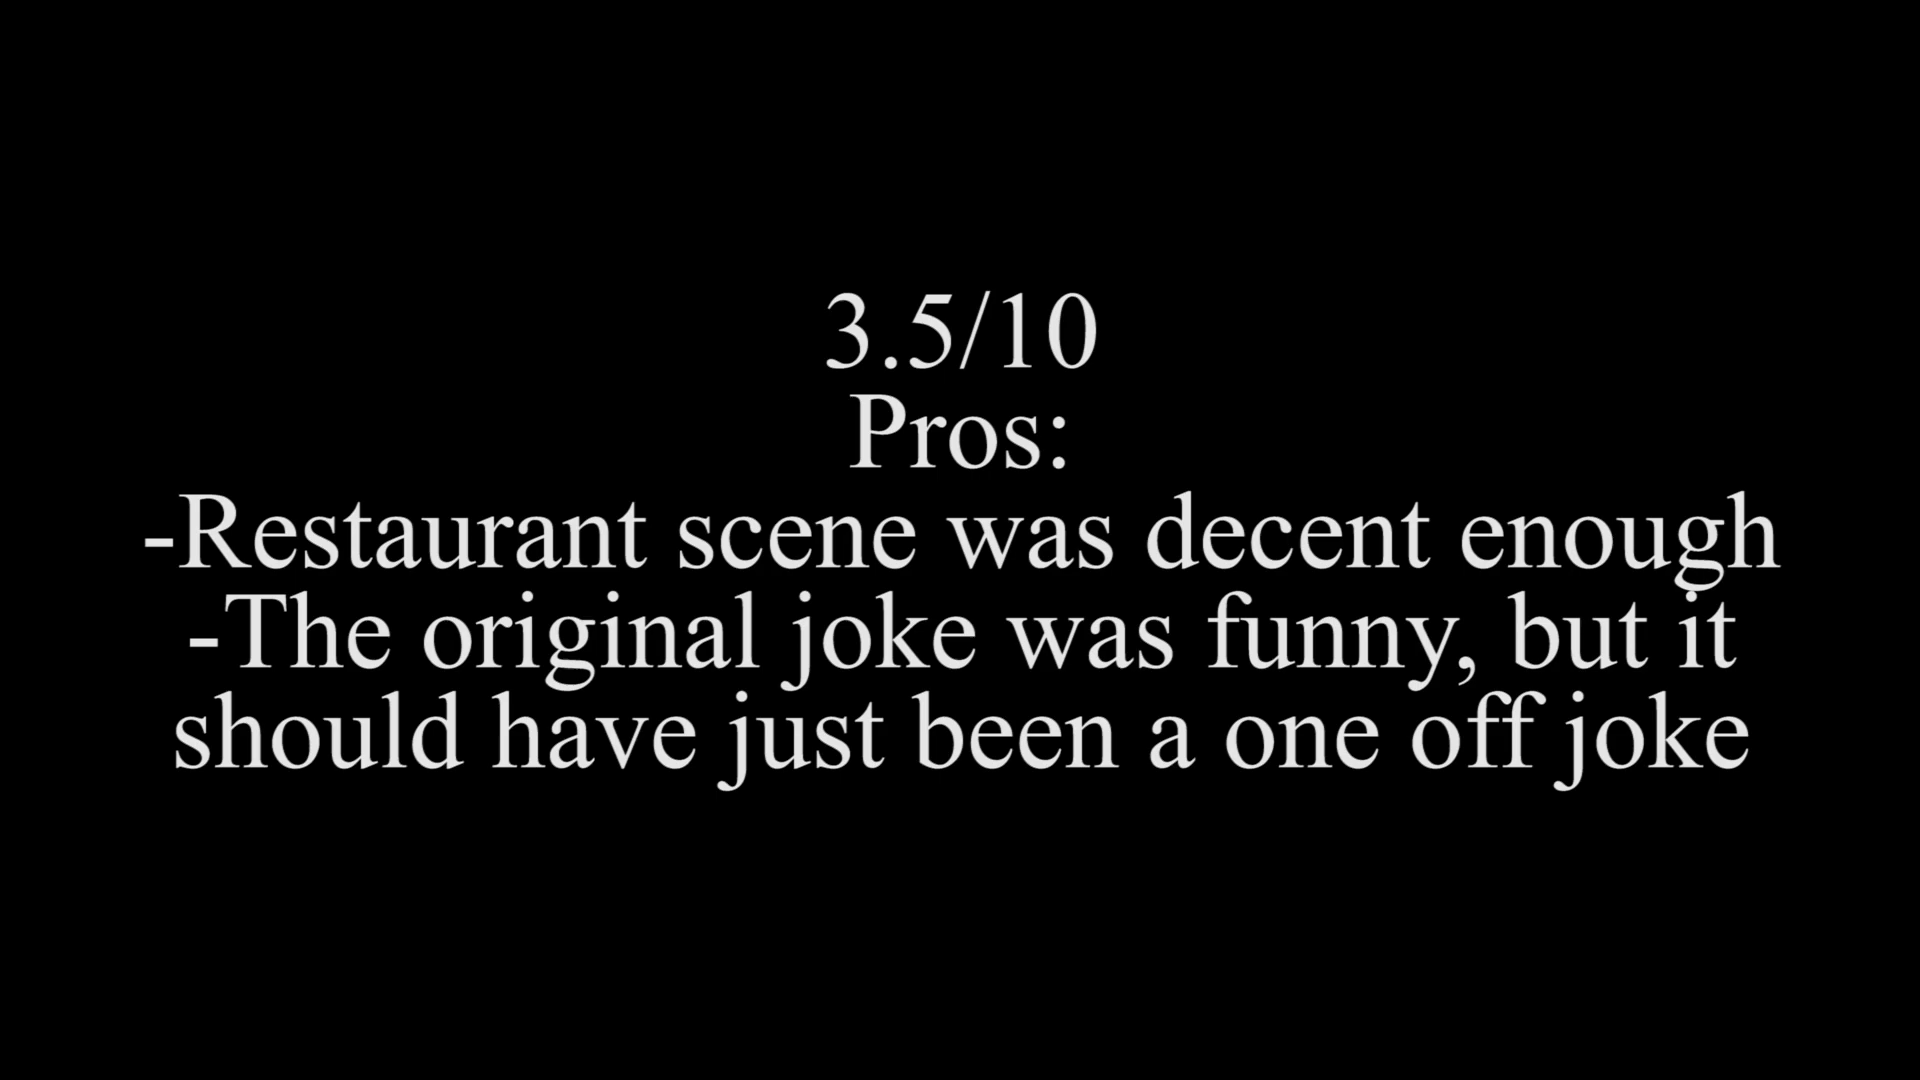 3.5/10
Pros:
-Restaurant scene was decent enough
-The original joke was funny, but it
should have just been a one off joke